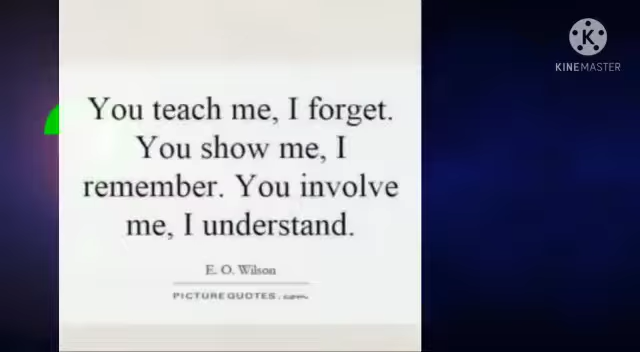 You teach me, I forget.
You show me, I
remember. You involve
me, I understand.
E. O. Wilson
PICTUREQUOTES.com
K
KINEMASTER